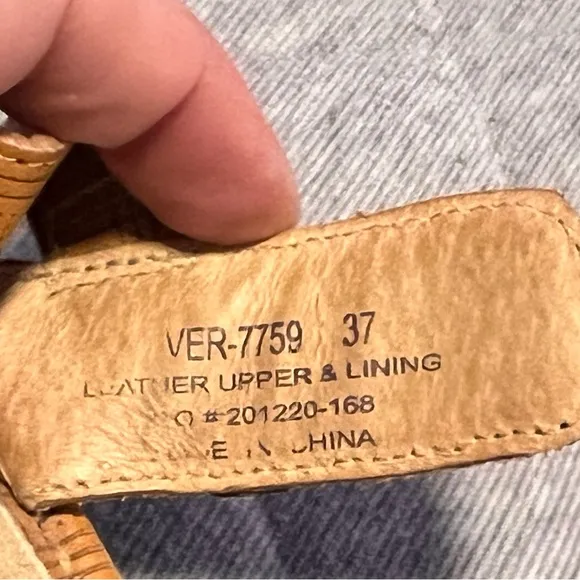 VER-7759 37
LEATHER UPPER & LINING
#201220-168
CHINA